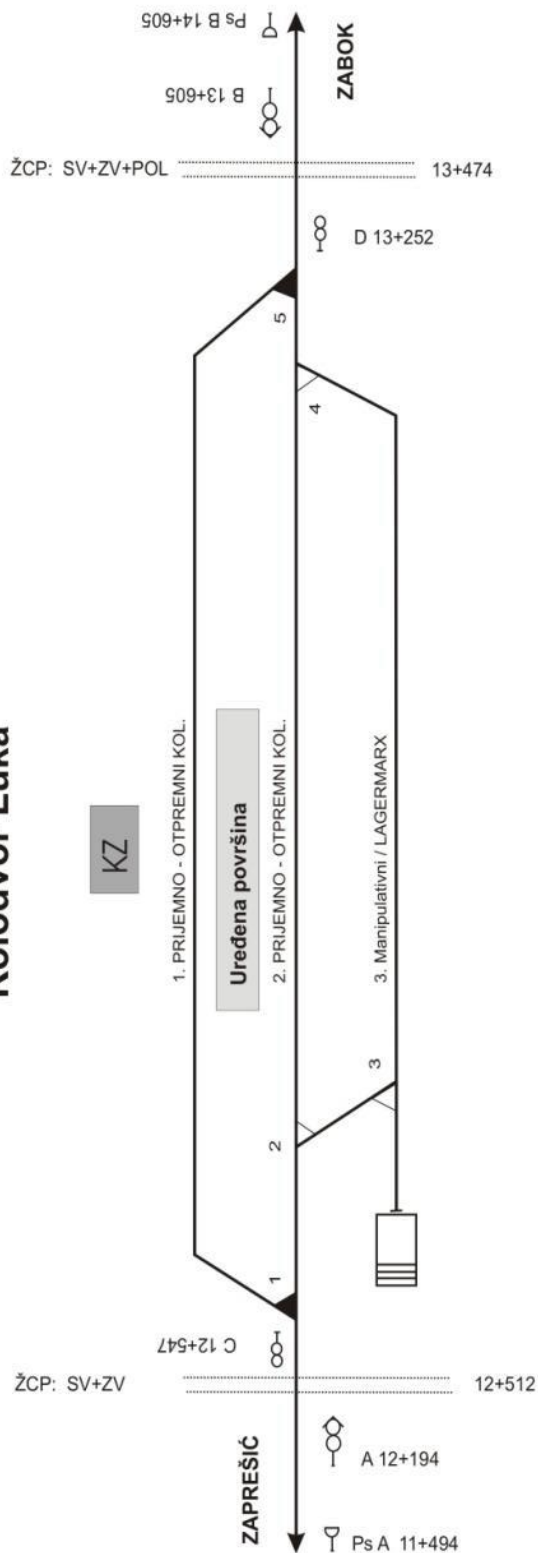 Kolodvor Luka
KZ
ŽCP: SV+ZV+POL
13+474
Ps B 14+605
B 13+605
ZABOK
D 13+252
5
4
1. PRIJEMNO - OTPREMNI KOL.
Uređena površina
2. PRIJEMNO - OTPREMNI KOL.
3. Manipulativni / LAGERMARX
3
2
1
C 12+547
ŽCP: SV+ZV
12+512
ZAPREŠIĆ
A 12+194
Ps A 11+494